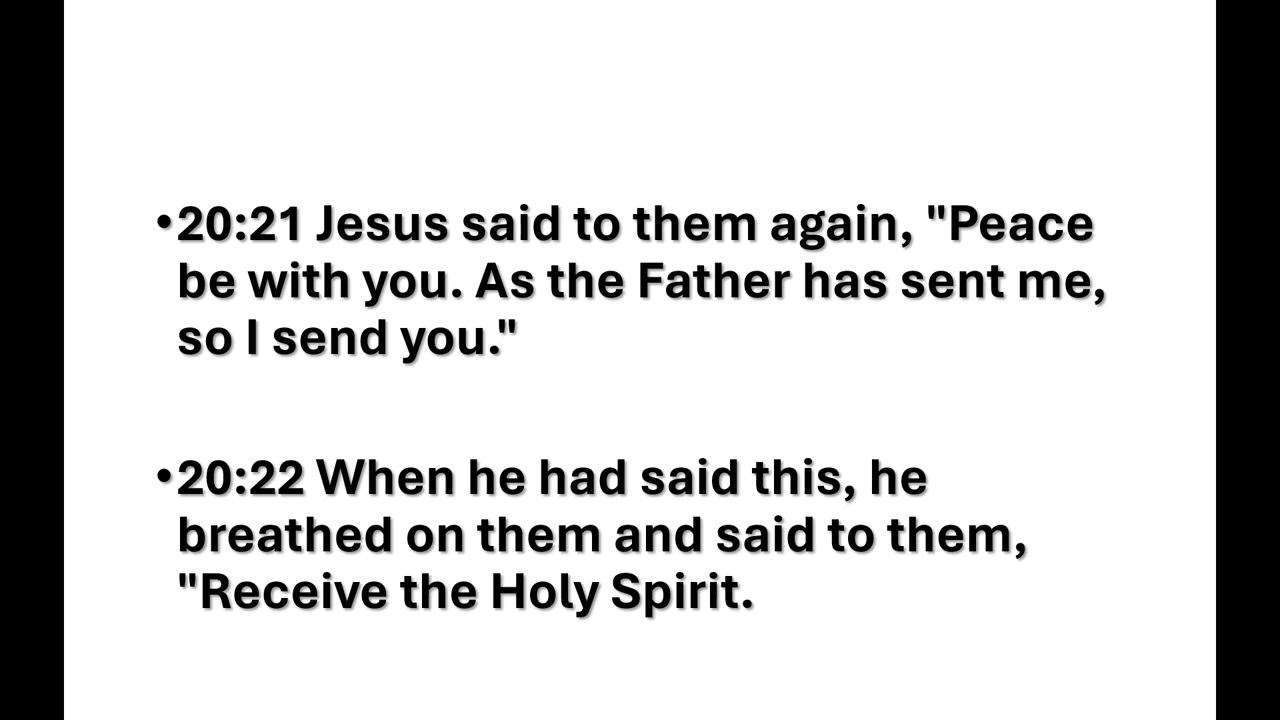 •20:21 Jesus said to them again, "Peace
be with you. As the Father has sent me,
so I send you."
•20:22 When he had said this, he
breathed on them and said to them,
"Receive the Holy Spirit.